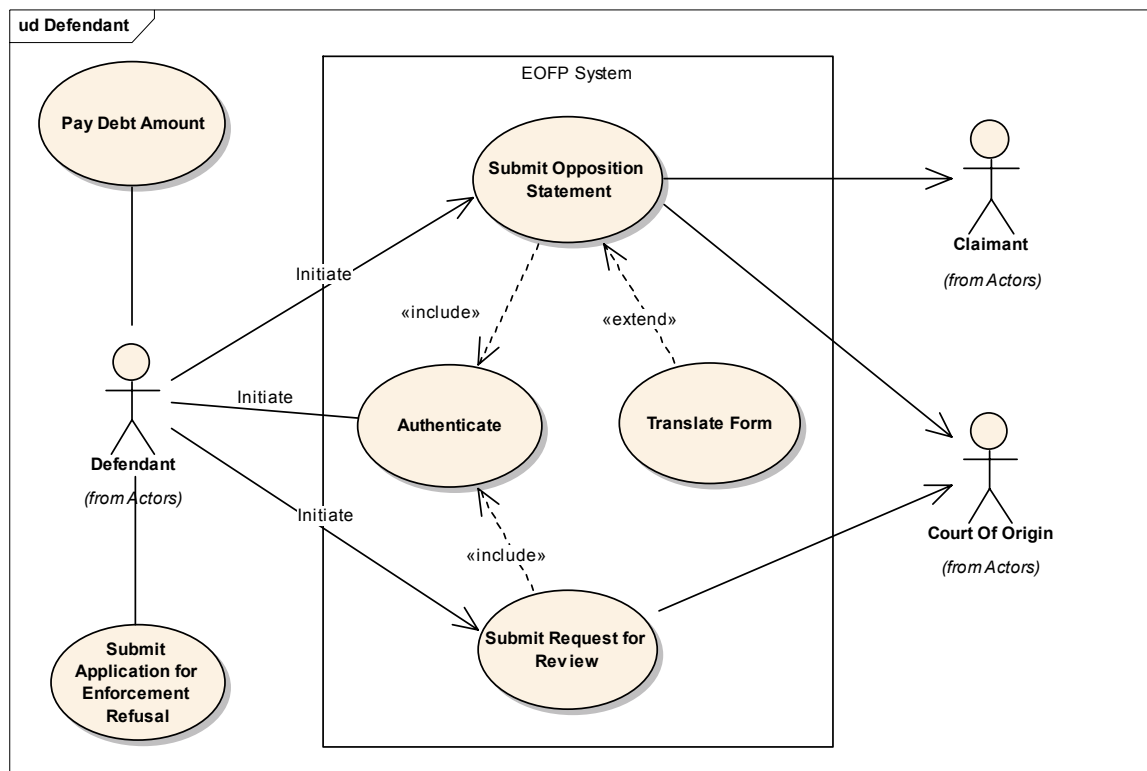 ud Defendant
EOFP System
Pay Debt Amount
Submit Opposition
Statement
Claimant
(from Actors)
Initiate
«include»
«extend»
Initiate
Authenticate
Translate Form
Defendant
(from Actors)
Initiate
Court Of Origin
(from Actors)
«include»
Submit
Application for
Enforcement
Refusal
Submit Request for
Review